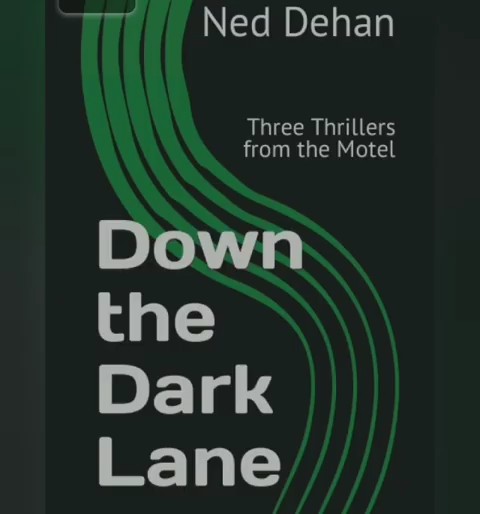 Ned Dehan
Three Thrillers
from the Motel
Down
the
Dark
Lane